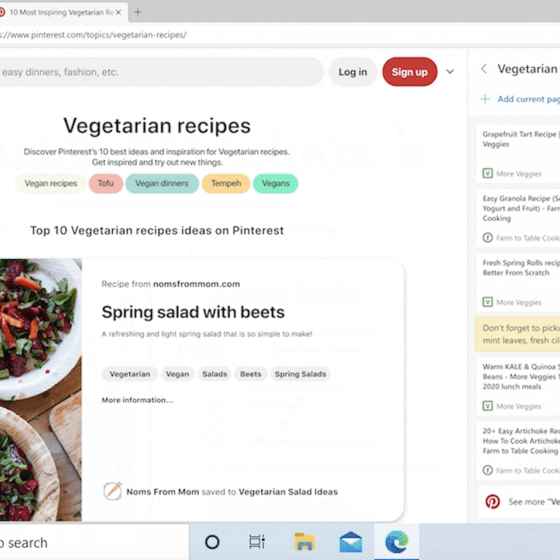 10 Most Inspiring Vegetarian Re
s://www.pinterest.com/topics/vegetarian-recipes/
easy dinners, fashion, etc.
Log in
Sign up
Vegetarian recipes
Discover Pinterest's 10 best ideas and inspiration for Vegetarian recipes.
Get inspired and try out new things.
Vegan recipes
Tofu
Vegan dinners
Tempeh
Vegans
Top 10 Vegetarian recipes ideas on Pinterest
Recipe from nomsfrommom.com
Spring salad with beets
A refreshing and light spring salad that is so simple to make!
Vegetarian
Vegan
Salads
Beets
Spring Salads
More information...
Noms From Mom saved to Vegetarian Salad Ideas
Vegetarian
Add current pag
Grapefruit Tart Recipe |
Veggies
More Veggies
Easy Granola Recipe (So
Yogurt and Fruit) - Farm
Cooking
Farm to Table Cooki
Fresh Spring Rolls recip
Better From Scratch
More Veggies
Don't forget to picku
mint leaves, fresh cil
Warm KALE & Quinoa S
Beans - More Veggies
2020 lunch meals
More Veggies
20+ Easy Artichoke Rec
How To Cook Artichoke
Farm to Table Cooking
Farm to Table Cooki
See more "Ve
o search